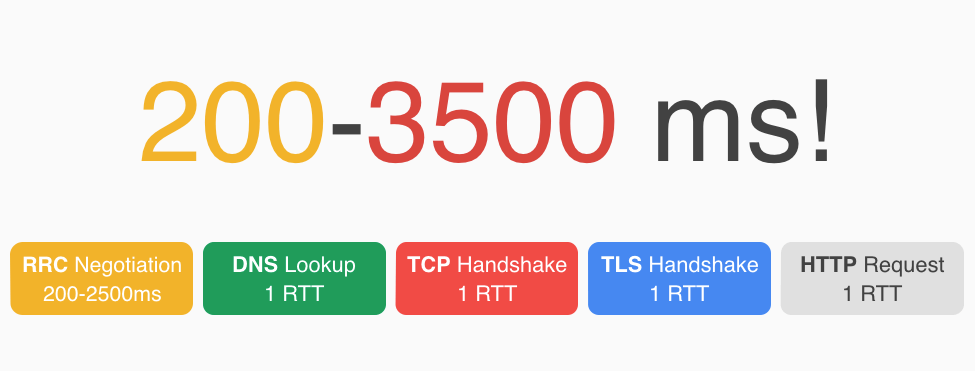 200-3500 ms!
RRC Negotiation
200-2500ms
DNS Lookup
1 RTT
TCP Handshake
1 RTT
TLS Handshake
1 RTT
HTTP Request
1 RTT